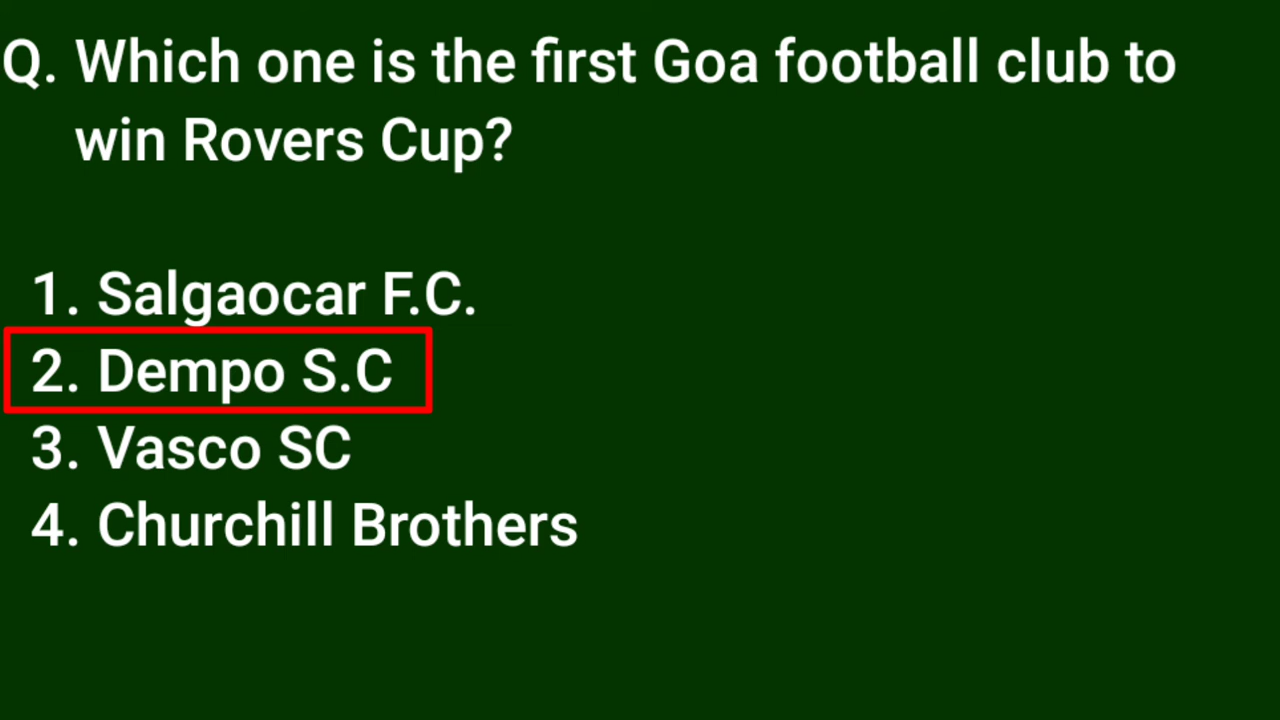 Q. Which one is the first Goa football club to
win Rovers Cup?
1. Salgaocar F.C.
2. Dempo S.C
3. Vasco SC
4. Churchill Brothers